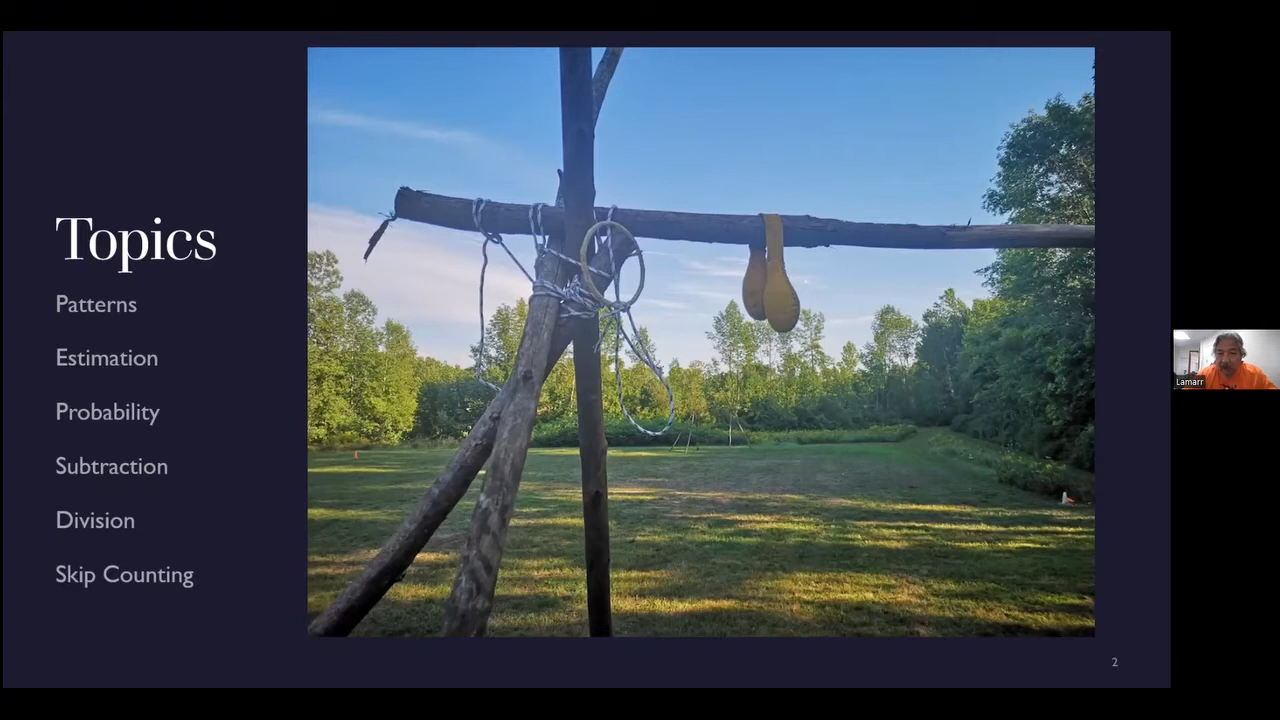 Topics
Patterns
Estimation
Probability
Subtraction
Division
Skip Counting
2
Lamarr